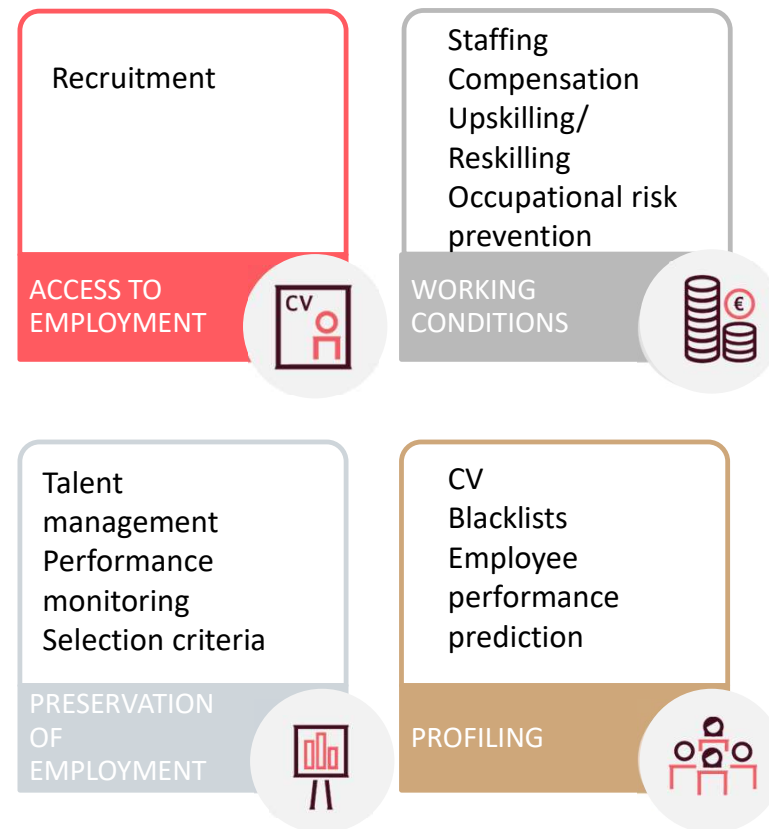 Recruitment
ACCESS TO
EMPLOYMENT
CV
Staffing
Compensation
Upskilling/
Reskilling
Occupational risk
prevention
WORKING
CONDITIONS
€
Talent
management
Performance
monitoring
Selection criteria
PRESERVATION
OF
EMPLOYMENT
CV
Blacklists
Employee
performance
prediction
PROFILING